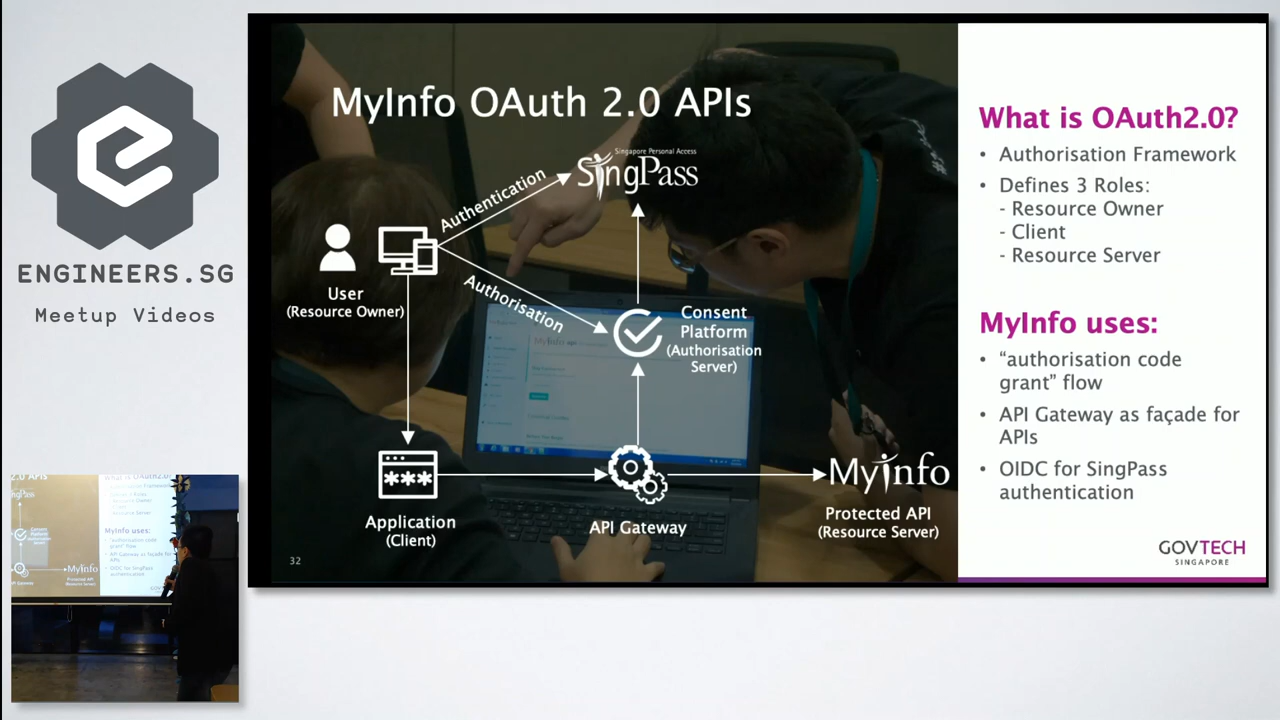 ENGINEERS.SG
Meetup Videos
MyInfo OAuth 2.0 APIs
Singapore Personal Access
SingPass
Authentication
Authorisation
User
(Resource Owner)
Consent
Platform
(Authorisation
Server)
***
Application
(Client)
API Gateway
MyInfo
Protected API
(Resource Server)
32
What is OAuth2.0?
• Authorisation Framework
• Defines 3 Roles:
- Resource Owner
- Client
- Resource Server
MyInfo uses:
• “authorisation code
grant” flow
• API Gateway as façade for
APIs
• OIDC for SingPass
authentication
GOVTECH
SINGAPORE